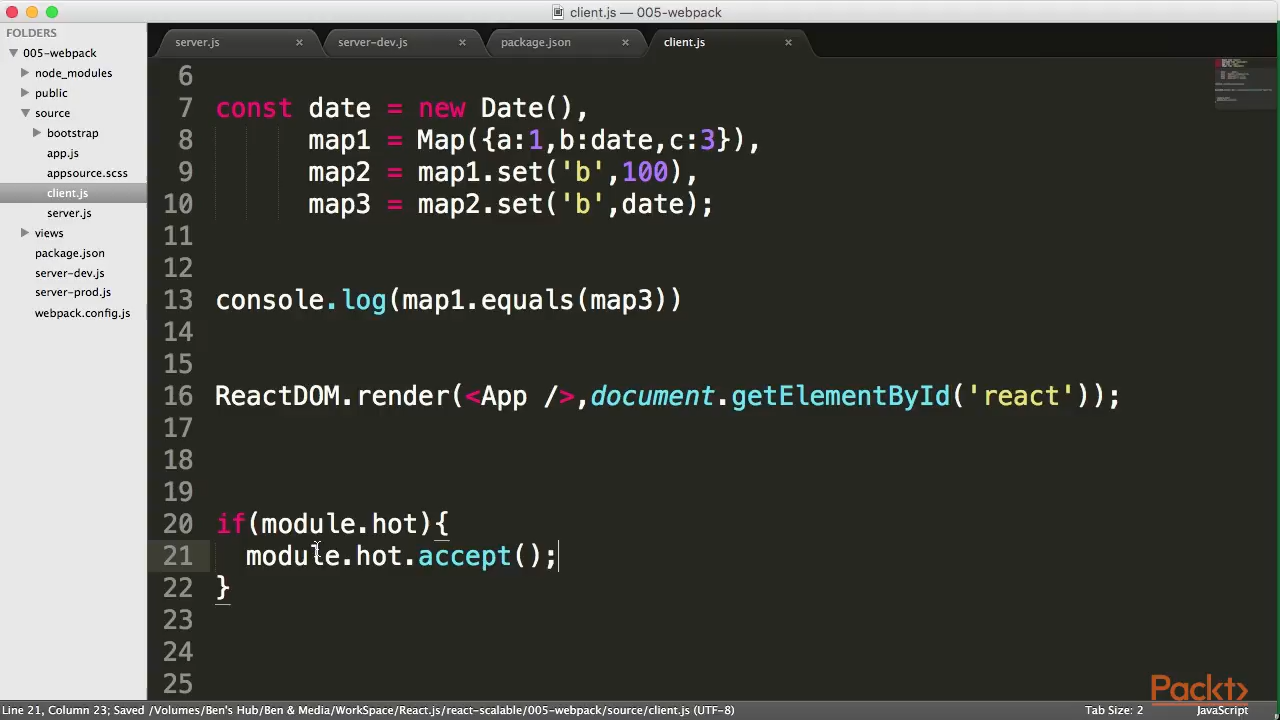 client.js — 005-webpack
FOLDERS
005-webpack
node_modules
public
source
bootstrap
app.js
appsource.scss
client.js
server.js
views
package.json
server-dev.js
server-prod.js
webpack.config.js
server.js ×
server-dev.js ×
package.json ×
client.js ×
6
7 const date = new Date(),
8 map1 = Map({a:1,b:date,c:3}),
9 map2 = map1.set('b',100),
10 map3 = map2.set('b',date);
11
12
13 console.log(map1.equals(map3))
14
15
16 ReactDOM.render(<App />,document.getElementById('react'));
17
18
19
20 if(module.hot){
21 module.hot.accept();
22 }
23
24
25
Packt>
Line 21, Column 23; Saved /Volumes/Ben's Hub/Ben & Media/WorkSpace/React.js/react-scalable/005-webpack/source/client.js (UTF-8)
Tab Size: 2
JavaScript